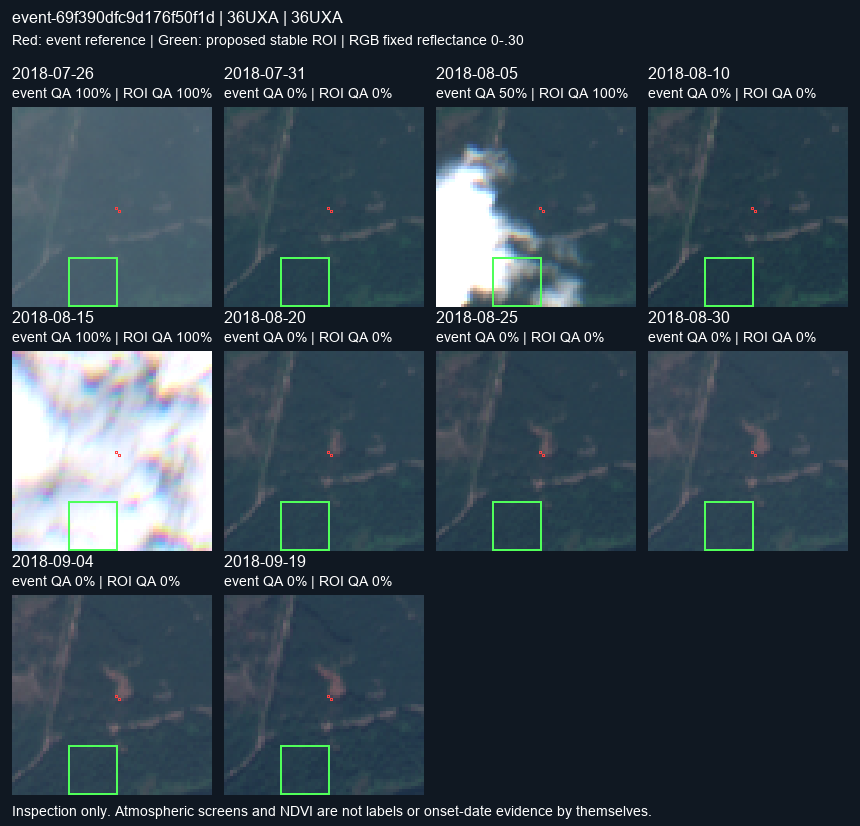 event-69f390dfc9d176f50f1d | 36UXA | 36UXA
Red: event reference | Green: proposed stable ROI | RGB fixed reflectance 0-.30
2018-07-26
event QA 100% | ROI QA 100%
2018-07-31
event QA 0% | ROI QA 0%
2018-08-05
event QA 50% | ROI QA 100%
2018-08-10
event QA 0% | ROI QA 0%
2018-08-15
event QA 100% | ROI QA 100%
2018-08-20
event QA 0% | ROI QA 0%
2018-08-25
event QA 0% | ROI QA 0%
2018-08-30
event QA 0% | ROI QA 0%
2018-09-04
event QA 0% | ROI QA 0%
2018-09-19
event QA 0% | ROI QA 0%
Inspection only. Atmospheric screens and NDVI are not labels or onset-date evidence by themselves.